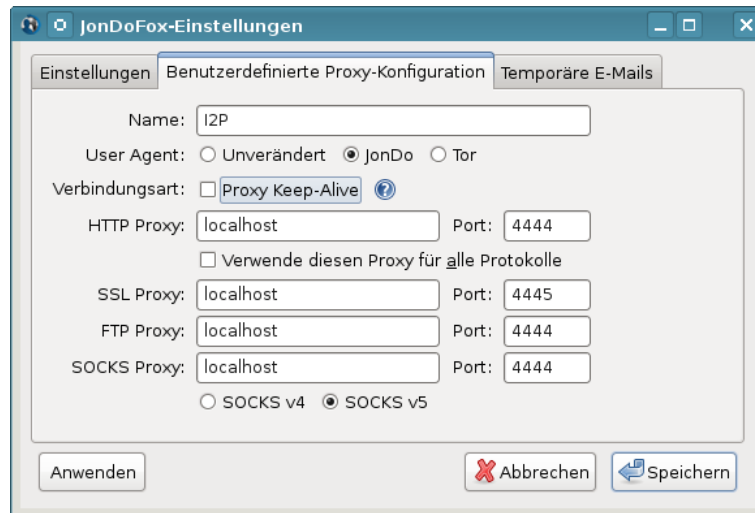 JonDoFox-Einstellungen
Einstellungen Benutzerdefinierte Proxy-Konfiguration Temporäre E-Mails
Name: I2P
User Agent: Unverändert JonDo Tor
Verbindungsart: Proxy Keep-Alive ?
HTTP Proxy: localhost Port: 4444
Verwende diesen Proxy für alle Protokolle
SSL Proxy: localhost Port: 4445
FTP Proxy: localhost Port: 4444
SOCKS Proxy: localhost Port: 4444
SOCKS v4 SOCKS v5
Anwenden Abbrechen Speichern